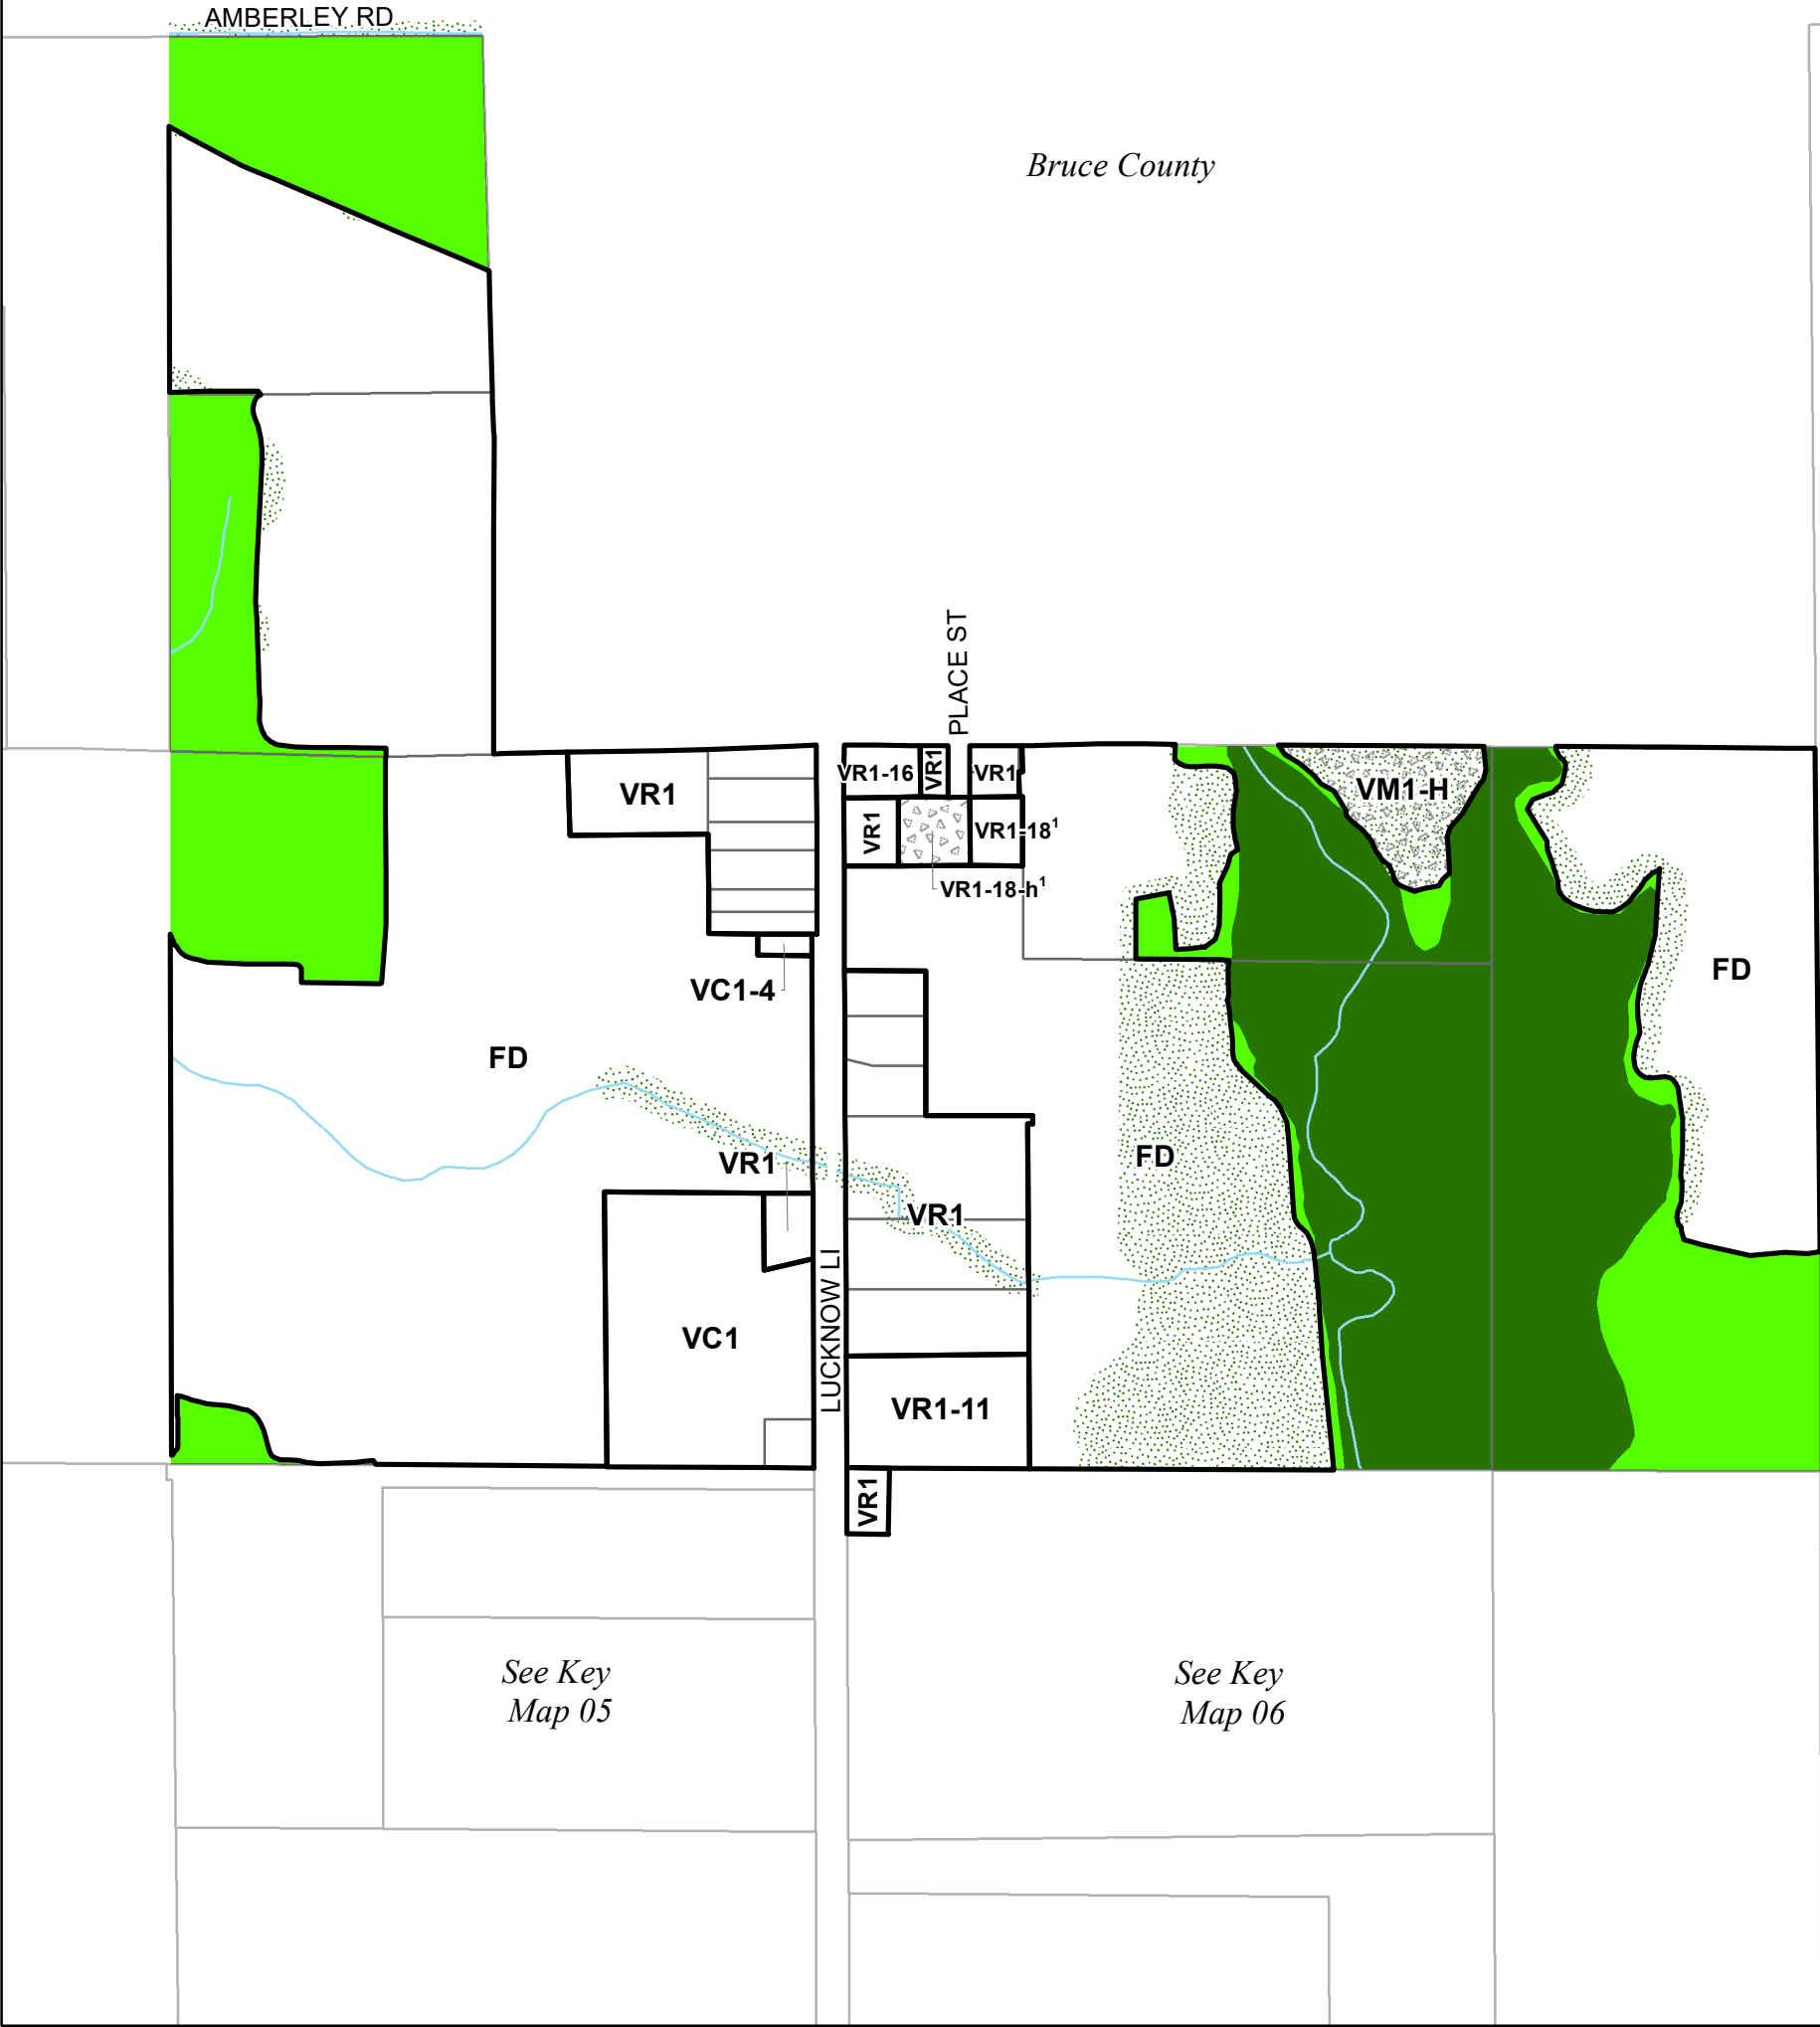 AMBERLEY RD
Bruce County
PLACE ST
VR1
VR1-16
VR1
VR1
VM1-H
VR1
VR1-18¹
VR1-18-h¹
FD
VC1-4
FD
FD
VR1
VR1
LUCKNOW LI
VC1
VR1-11
VR1
See Key
Map 05
See Key
Map 06